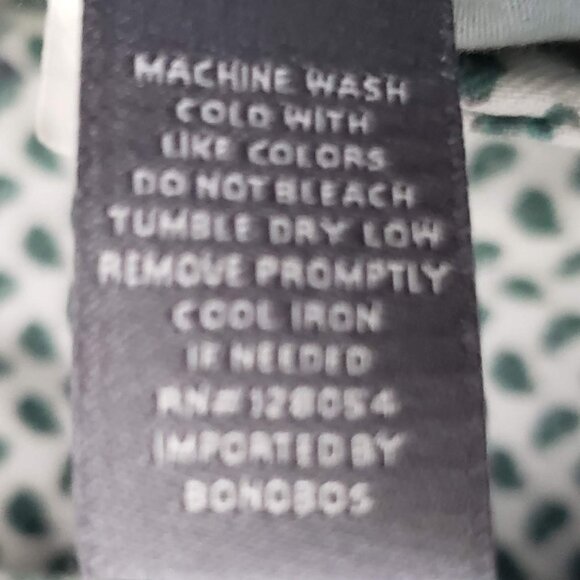 MACHINE WASH
COLD WITH
LIKE COLORS
DO NOT BLEACH
TUMBLE DRY LOW
REMOVE PROMPTLY
COOL IRON
IF NEEDED
RN# 128054
IMPORTED BY
BONOBOS